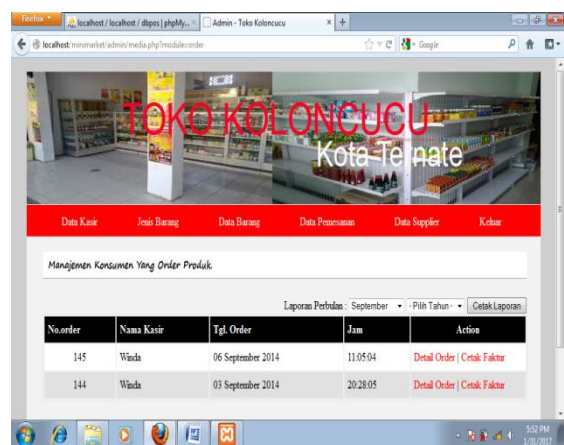 Firefox
localhost / localhost / dbpos | phpMy...
Admin - Toko Koloncucu
localhost/minimarket/admin/media.php?module=order
Google
TOKO KOLONCUCU
Kota Ternate
Data Kasir Jenis Barang Data Barang Data Pemesanan Data Supplier Keluar
Manajemen Konsumen Yang Order Produk
Laporan Perbulan : September - Pilih Tahun - Cetak Laporan
No.order Nama Kasir Tgl. Order Jam Action
145 Winda 06 September 2014 11:05:04 Detail Order | Cetak Faktur
144 Winda 03 September 2014 20:28:05 Detail Order | Cetak Faktur
5:52 PM
1/31/2017